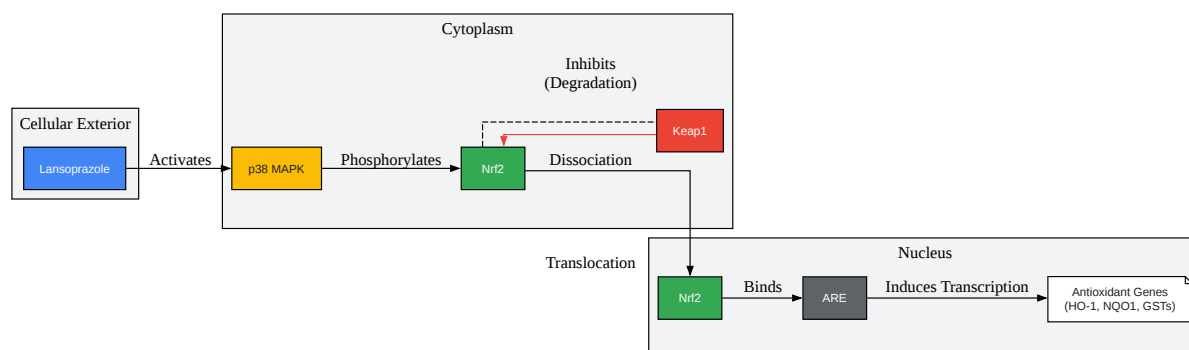 Cytoplasm
Inhibits
(Degradation)
Cellular Exterior
Keap1
Lansoprazole
Activates
p38 MAPK
Phosphorylates
Nrf2
Dissociation
Translocation
Nucleus
Nrf2
Binds
ARE
Induces Transcription
Antioxidant Genes
(HO-1, NQO1, GSTs)